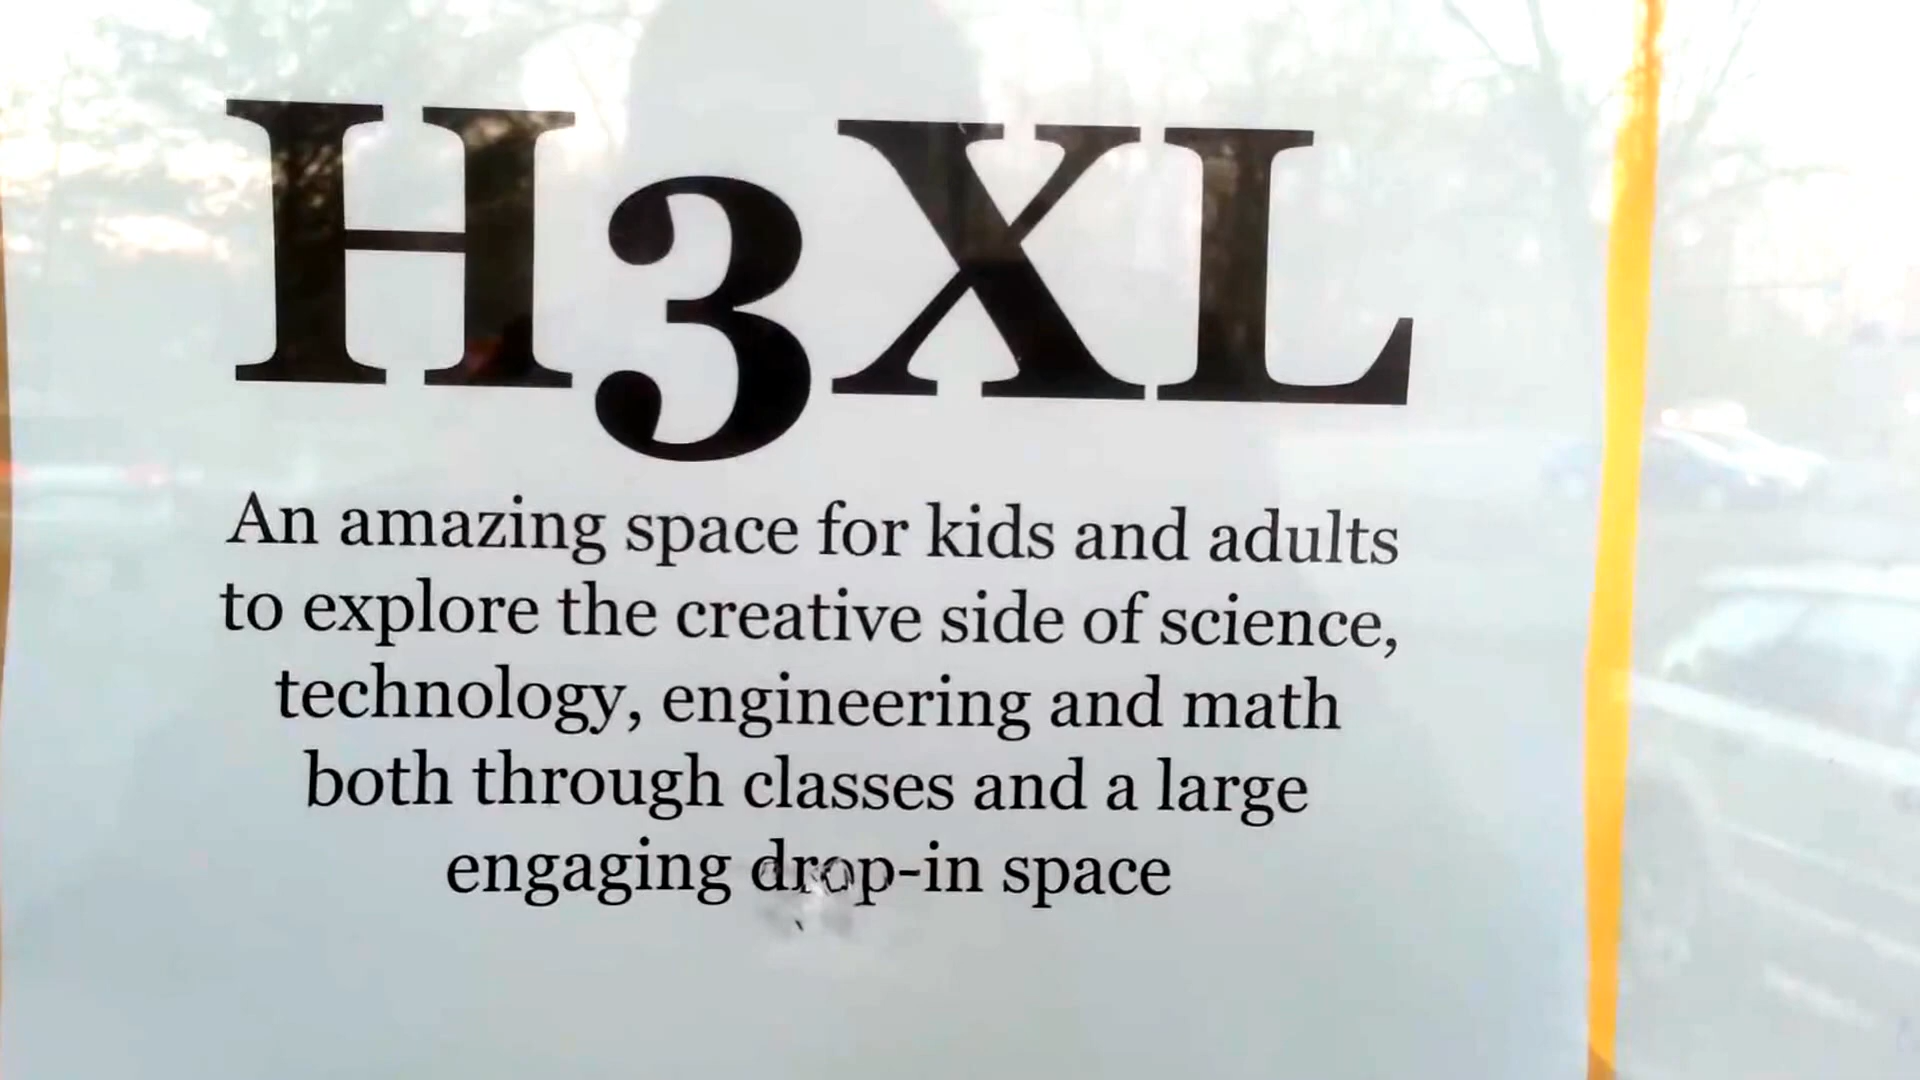 H3XL
An amazing space for kids and adults
to explore the creative side of science,
technology, engineering and math
both through classes and a large
engaging drop-in space